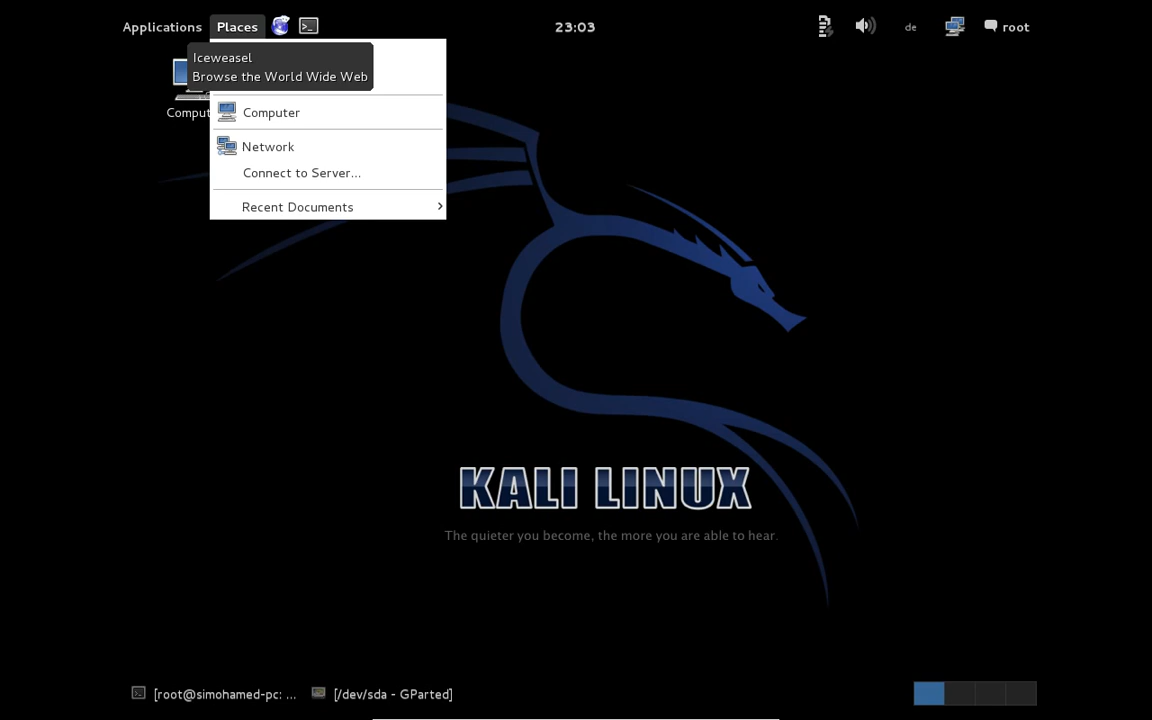 Applications Places
23:03
de
root
Iceweasel
Browse the World Wide Web
Comput
Computer
Network
Connect to Server...
Recent Documents
KALI LINUX
The quieter you become, the more you are able to hear.
[root@simohamed-pc: ...
[/dev/sda - GParted]